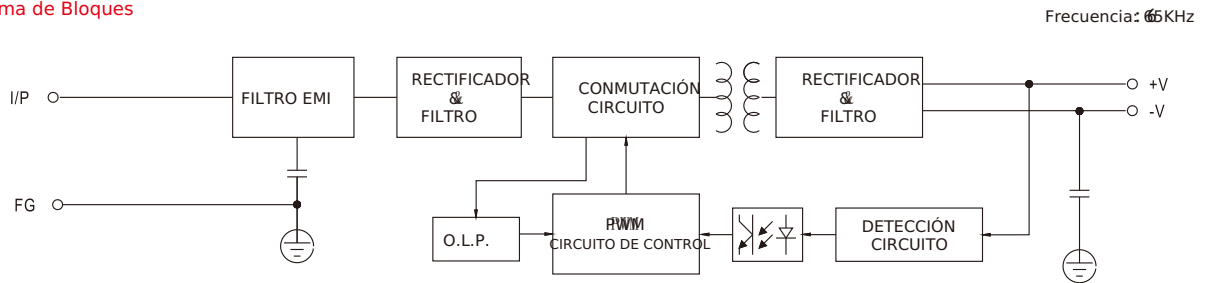 ma de Bloques
Frecuencia: 65KHz
I/P
FILTRO EMI
RECTIFICADOR
&
FILTRO
CONMUTACIÓN
CIRCUITO
RECTIFICADOR
&
FILTRO
+V
-V
FG
O.L.P.
PWM
CIRCUITO DE CONTROL
DETECCIÓN
CIRCUITO